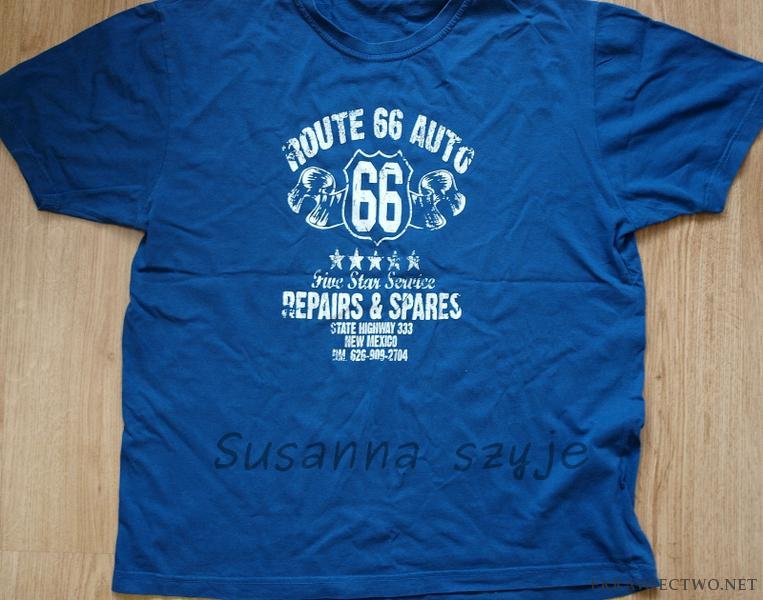 ROUTE 66 AUTO
66
Five Star Service
REPAIRS & SPARES
STATE HIGHWAY 333
NEW MEXICO
626-909-2704
Susanna szyje